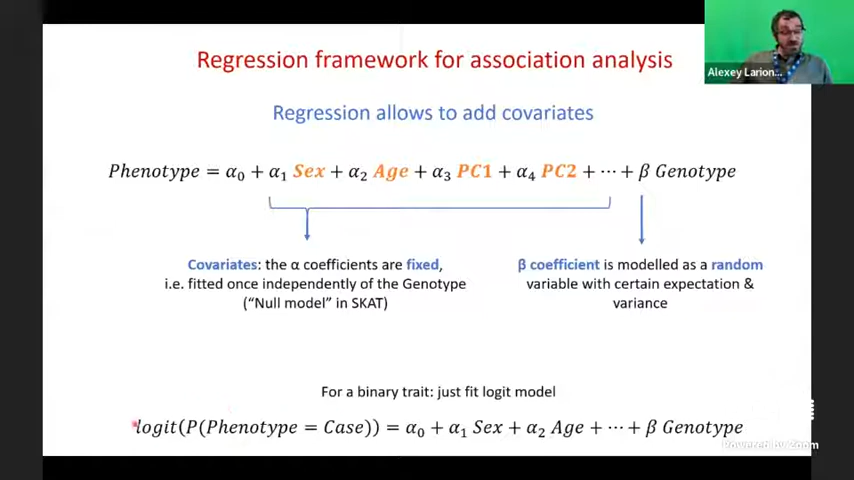 Regression framework for association analysis
Alexey Larion...
Regression allows to add covariates
Phenotype = α₀ + α₁ Sex + α₂ Age + α₃ PC1 + α₄ PC2 + ⋯ + β Genotype
Covariates: the α coefficients are fixed,
i.e. fitted once independently of the Genotype
("Null model" in SKAT)
β coefficient is modelled as a random
variable with certain expectation &
variance
For a binary trait: just fit logit model
logit(P(Phenotype = Case)) = α₀ + α₁ Sex + α₂ Age + ⋯ + β Genotype
Powered by Zoom